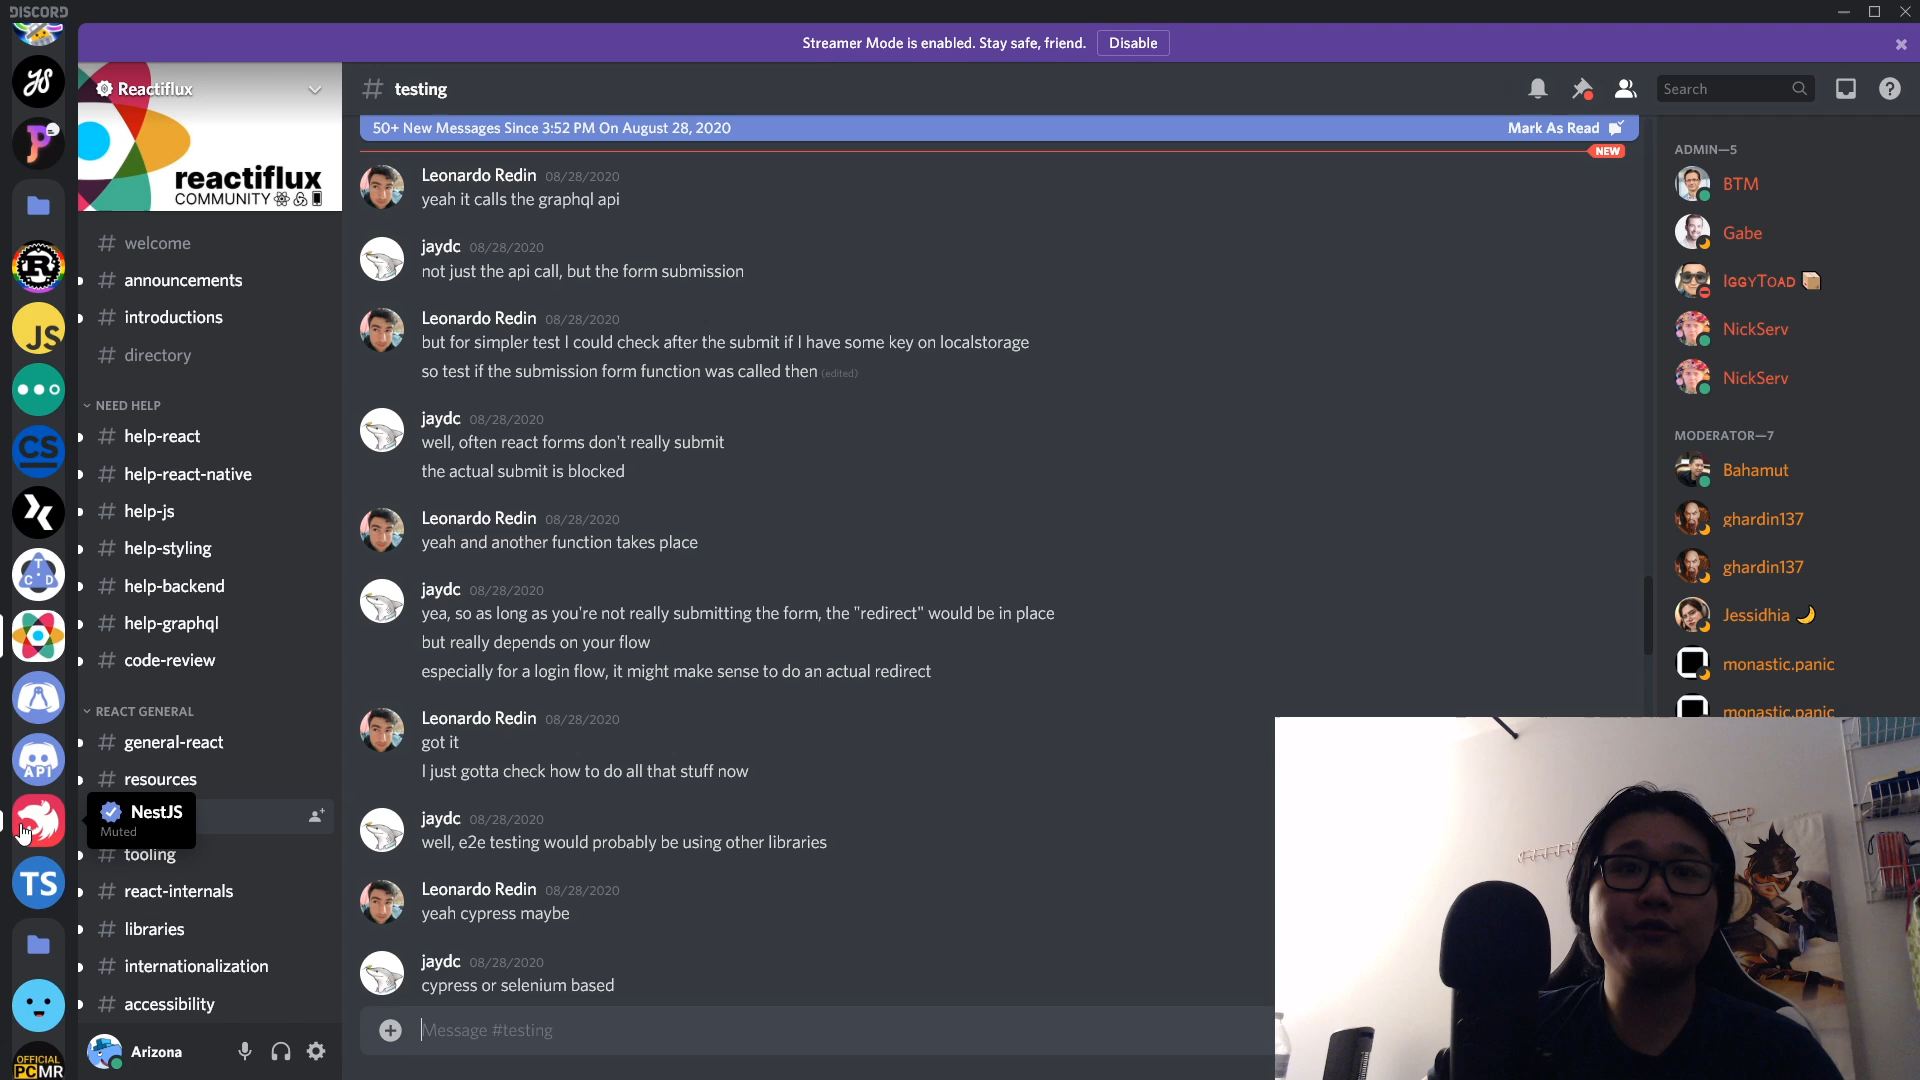 DISCORD
Streamer Mode is enabled. Stay safe, friend.
Disable
Reactiflux
reactiflux
COMMUNITY
welcome
announcements
introductions
directory
NEED HELP
help-react
help-react-native
help-js
help-styling
help-backend
help-graphql
code-review
REACT GENERAL
general-react
resources
NestJS
Muted
tooling
react-internals
libraries
internationalization
accessibility
Arizona
JS
R
JS
CS
T
C D
API
TS
OFFICIAL
PCMR
# testing
Search
50+ New Messages Since 3:52 PM On August 28, 2020
Mark As Read
NEW
Leonardo Redin 08/28/2020
yeah it calls the graphql api
jaydc 08/28/2020
not just the api call, but the form submission
Leonardo Redin 08/28/2020
but for simpler test I could check after the submit if I have some key on localstorage
so test if the submission form function was called then (edited)
jaydc 08/28/2020
well, often react forms don't really submit
the actual submit is blocked
Leonardo Redin 08/28/2020
yeah and another function takes place
jaydc 08/28/2020
yea, so as long as you're not really submitting the form, the "redirect" would be in place
but really depends on your flow
especially for a login flow, it might make sense to do an actual redirect
Leonardo Redin 08/28/2020
got it
I just gotta check how to do all that stuff now
jaydc 08/28/2020
well, e2e testing would probably be using other libraries
Leonardo Redin 08/28/2020
yeah cypress maybe
jaydc 08/28/2020
cypress or selenium based
Message #testing
ADMIN—5
BTM
Gabe
IGGYTOAD
NickServ
NickServ
MODERATOR—7
Bahamut
ghardin137
ghardin137
Jessidhia
monastic.panic
monastic.panic